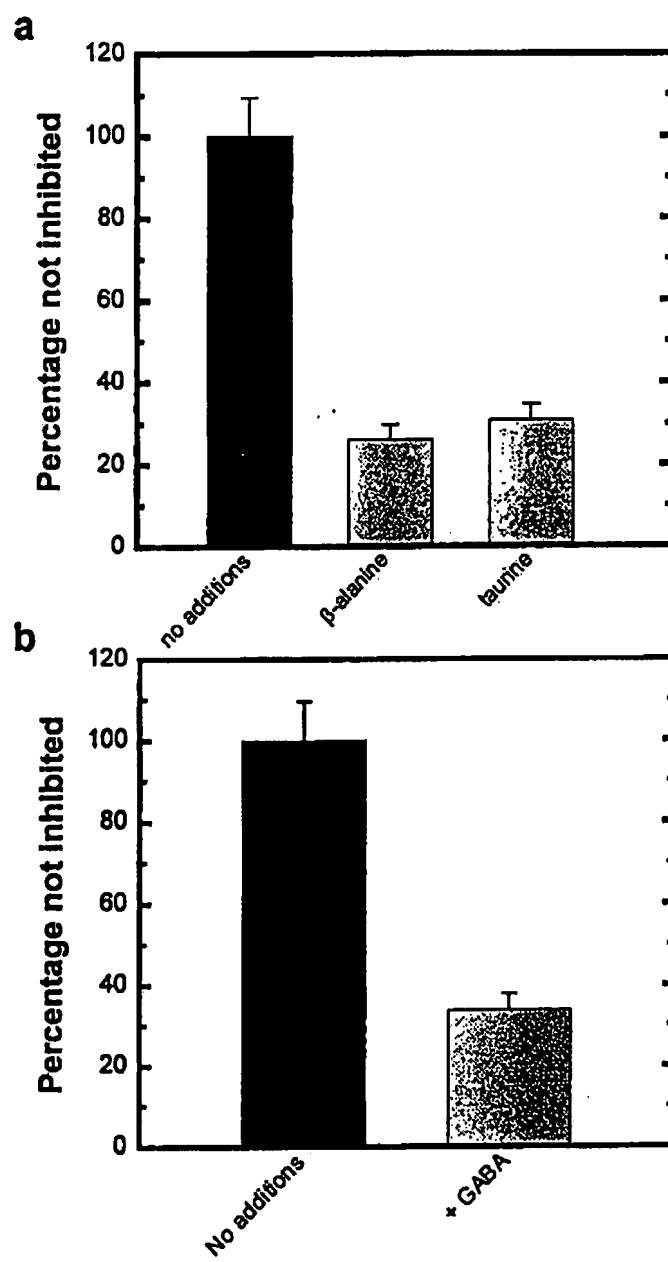 a
Percentage not inhibited
120
100
80
60
40
20
0
no additions
β-alanine
taurine
b
Percentage not inhibited
120
100
80
60
40
20
0
No additions
+ GABA